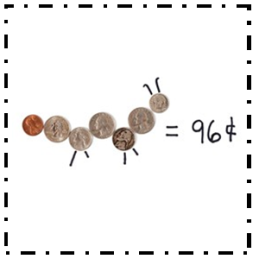 = 96¢